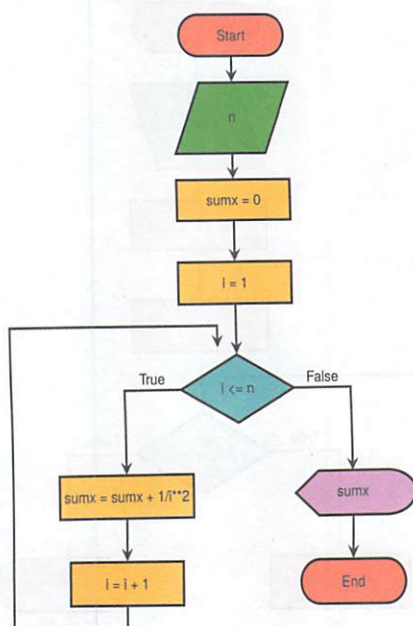 Start
n
sumx = 0
i = 1
i <= n
True
False
sumx = sumx + 1/i**2
sumx
i = i + 1
End